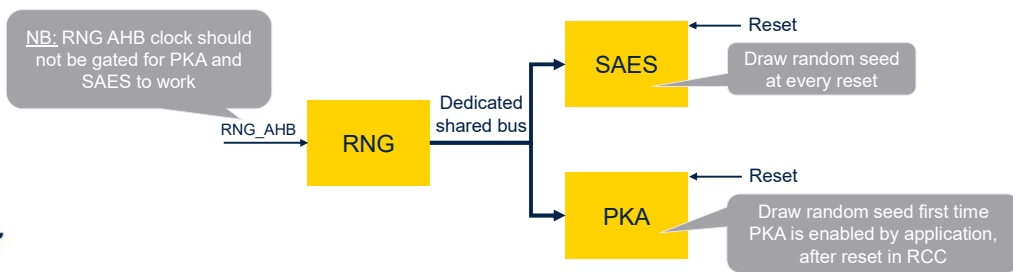 NB: RNG AHB clock should
not be gated for PKA and
SAES to work
RNG_AHB
RNG
Dedicated
shared bus
SAES
Reset
Draw random seed
at every reset
PKA
Reset
Draw random seed first time
PKA is enabled by application,
after reset in RCC